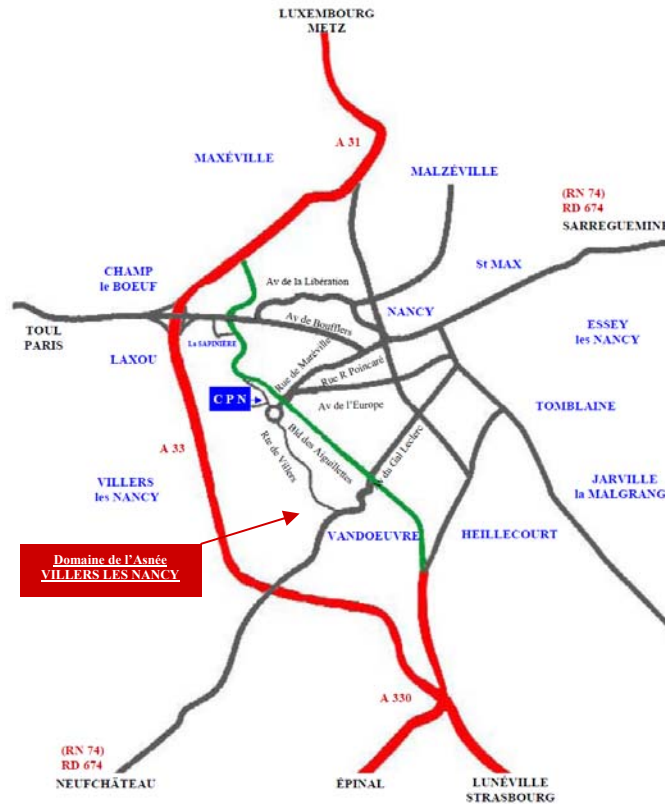 LUXEMBOURG
METZ
A 31
MAXÉVILLE
MALZÉVILLE
(RN 74)
RD 674
SARREGUEMINE
St MAX
CHAMP
le BOEUF
Av de la Libération
NANCY
Av de Boufflers
TOUL
PARIS
ESSEY
les NANCY
La SAPINIÈRE
LAXOU
Rue de Maréville
Rue R Poincaré
C P N
Av de l'Europe
TOMBLAINE
A 33
Bld des Aiguillettes
Av du Gal Leclerc
Rte de Villers
VILLERS
les NANCY
JARVILLE
la MALGRANG
VANDOEUVRE
HEILLECOURT
Domaine de l'Asnée
VILLERS LES NANCY
A 330
(RN 74)
RD 674
NEUFCHÂTEAU
ÉPINAL
LUNÉVILLE
STRASBOURG